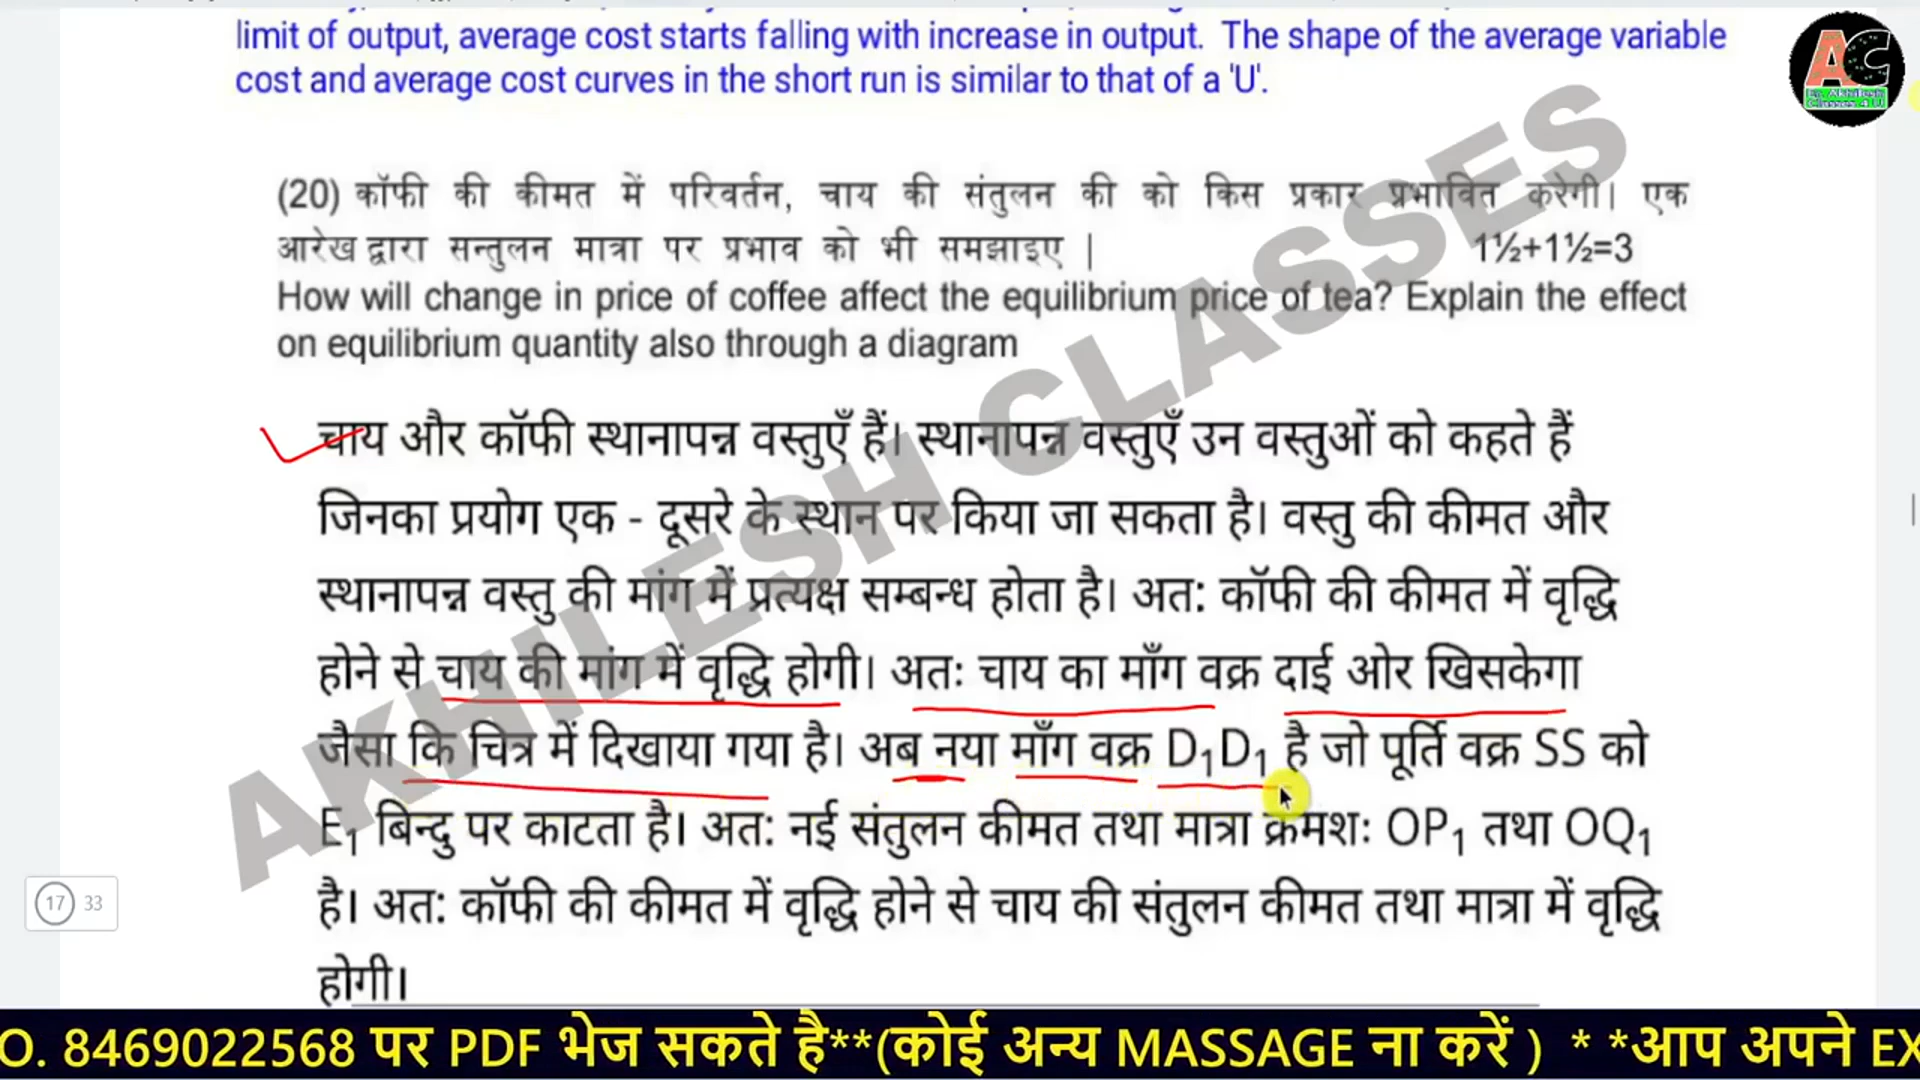 limit of output, average cost starts falling with increase in output. The shape of the average variable
cost and average cost curves in the short run is similar to that of a 'U'.
AC
Er. Akhilesh
Classes 4 U!
(20) कॉफी की कीमत में परिवर्तन, चाय की संतुलन की को किस प्रकार प्रभावित करेगी। एक
आरेख द्वारा सन्तुलन मात्रा पर प्रभाव को भी समझाइए | 1½+1½=3
How will change in price of coffee affect the equilibrium price of tea? Explain the effect
on equilibrium quantity also through a diagram
चाय और कॉफी स्थानापन्न वस्तुएँ हैं। स्थानापन्न वस्तुएँ उन वस्तुओं को कहते हैं
जिनका प्रयोग एक - दूसरे के स्थान पर किया जा सकता है। वस्तु की कीमत और
स्थानापन्न वस्तु की मांग में प्रत्यक्ष सम्बन्ध होता है। अत: कॉफी की कीमत में वृद्धि
होने से चाय की मांग में वृद्धि होगी। अतः चाय का माँग वक्र दाई ओर खिसकेगा
जैसा कि चित्र में दिखाया गया है। अब नया माँग वक्र D₁D₁ है जो पूर्ति वक्र SS को
E₁ बिन्दु पर काटता है। अत: नई संतुलन कीमत तथा मात्रा क्रमशः OP₁ तथा OQ₁
है। अत: कॉफी की कीमत में वृद्धि होने से चाय की संतुलन कीमत तथा मात्रा में वृद्धि
होगी।
AKHILESH CLASSES
17 33
O. 8469022568 पर PDF भेज सकते है**(कोई अन्य MASSAGE ना करें ) * *आप अपने EX